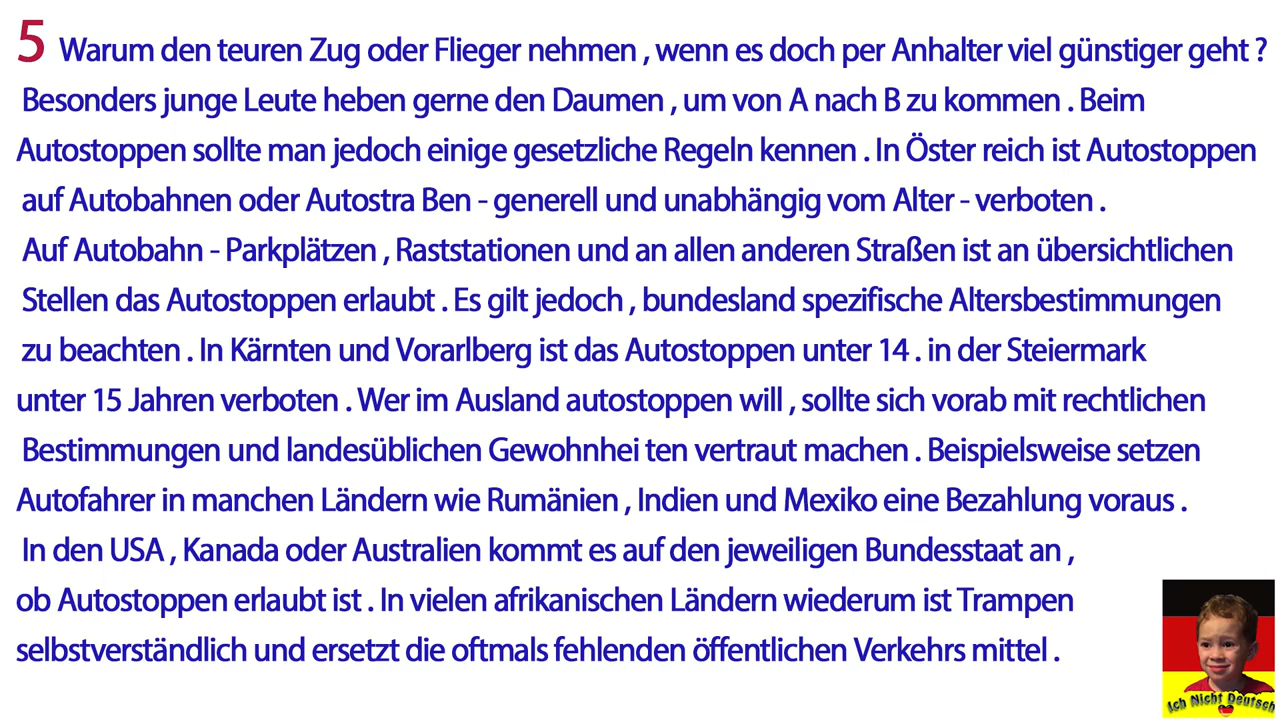 5 Warum den teuren Zug oder Flieger nehmen , wenn es doch per Anhalter viel günstiger geht ?
Besonders junge Leute heben gerne den Daumen , um von A nach B zu kommen . Beim
Autostoppen sollte man jedoch einige gesetzliche Regeln kennen . In Öster reich ist Autostoppen
auf Autobahnen oder Autostra Ben - generell und unabhängig vom Alter - verboten .
Auf Autobahn - Parkplätzen , Raststationen und an allen anderen Straßen ist an übersichtlichen
Stellen das Autostoppen erlaubt . Es gilt jedoch , bundesland spezifische Altersbestimmungen
zu beachten . In Kärnten und Vorarlberg ist das Autostoppen unter 14 . in der Steiermark
unter 15 Jahren verboten . Wer im Ausland autostoppen will , sollte sich vorab mit rechtlichen
Bestimmungen und landesüblichen Gewohnhei ten vertraut machen . Beispielsweise setzen
Autofahrer in manchen Ländern wie Rumänien , Indien und Mexiko eine Bezahlung voraus .
In den USA , Kanada oder Australien kommt es auf den jeweiligen Bundesstaat an ,
ob Autostoppen erlaubt ist . In vielen afrikanischen Ländern wiederum ist Trampen
selbstverständlich und ersetzt die oftmals fehlenden öffentlichen Verkehrs mittel .
Ich Nicht Deutsch